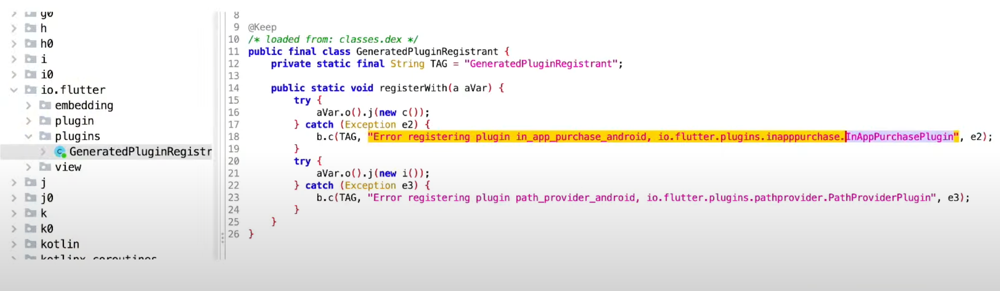 g0
h
h0
i
i0
io.flutter
embedding
plugin
plugins
GeneratedPluginRegistr
view
j
j0
k
k0
kotlin
kotlinx.coroutines
8
9 @Keep
10 /* loaded from: classes.dex */
11 public final class GeneratedPluginRegistrant {
12 private static final String TAG = "GeneratedPluginRegistrant";
13
14 public static void registerWith(a aVar) {
15 try {
16 aVar.o().j(new c());
17 } catch (Exception e2) {
18 b.c(TAG, "Error registering plugin in_app_purchase_android, io.flutter.plugins.inapppurchase.InAppPurchasePlugin", e2);
19 }
20 try {
21 aVar.o().j(new i());
22 } catch (Exception e3) {
23 b.c(TAG, "Error registering plugin path_provider_android, io.flutter.plugins.pathprovider.PathProviderPlugin", e3);
24 }
25 }
26 }